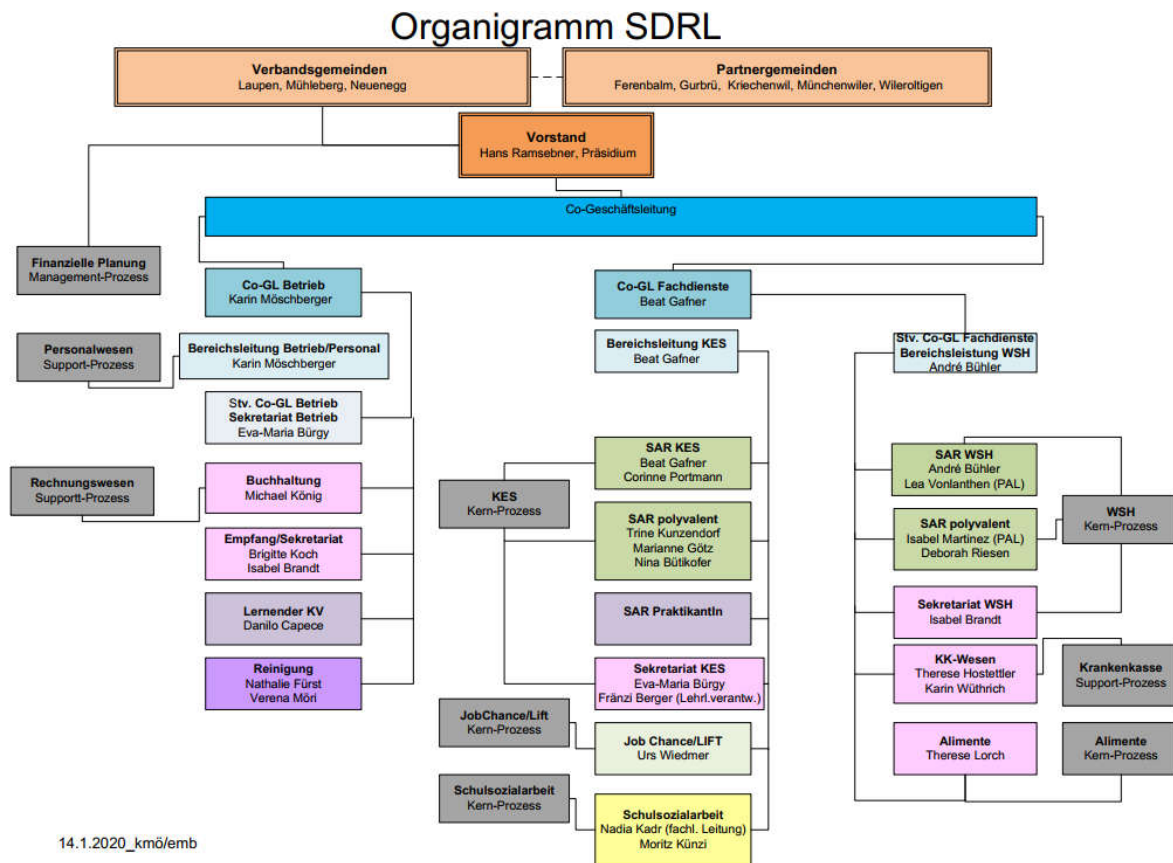 Organigramm SDRL
Verbandsgemeinden
Laupen, Mühleberg, Neuenegg
Partnergemeinden
Ferenbalm, Gurbrü, Kriechenwil, Münchenwiler, Wileroltigen
Vorstand
Hans Ramsebner, Präsidium
Co-Geschäftsleitung
Finanzielle Planung
Management-Prozess
Co-GL Betrieb
Karin Möschberger
Co-GL Fachdienste
Beat Gafner
Personalwesen
Support-Prozess
Bereichsleitung Betrieb/Personal
Karin Möschberger
Bereichsleitung KES
Beat Gafner
Stv. Co-GL Fachdienste
Bereichsleistung WSH
André Bühler
Stv. Co-GL Betrieb
Sekretariat Betrieb
Eva-Maria Bürgy
Rechnungswesen
Supportt-Prozess
Buchhaltung
Michael König
KES
Kern-Prozess
SAR KES
Beat Gafner
Corinne Portmann
SAR WSH
André Bühler
Lea Vonlanthen (PAL)
WSH
Kern-Prozess
Empfang/Sekretariat
Brigitte Koch
Isabel Brandt
SAR polyvalent
Trine Kunzendorf
Marianne Götz
Nina Bütikofer
SAR polyvalent
Isabel Martinez (PAL)
Deborah Riesen
Lernender KV
Danilo Capece
SAR PraktikantIn
Sekretariat WSH
Isabel Brandt
Reinigung
Nathalie Fürst
Verena Möri
Sekretariat KES
Eva-Maria Bürgy
Fränzi Berger (Lehrl.verantw.)
KK-Wesen
Therese Hostettler
Karin Wüthrich
Krankenkasse
Support-Prozess
JobChance/Lift
Kern-Prozess
Job Chance/LIFT
Urs Wiedmer
Alimente
Therese Lorch
Alimente
Kern-Prozess
Schulsozialarbeit
Kern-Prozess
Schulsozialarbeit
Nadia Kadr (fachl. Leitung)
Moritz Künzi
14.1.2020_kmö/emb